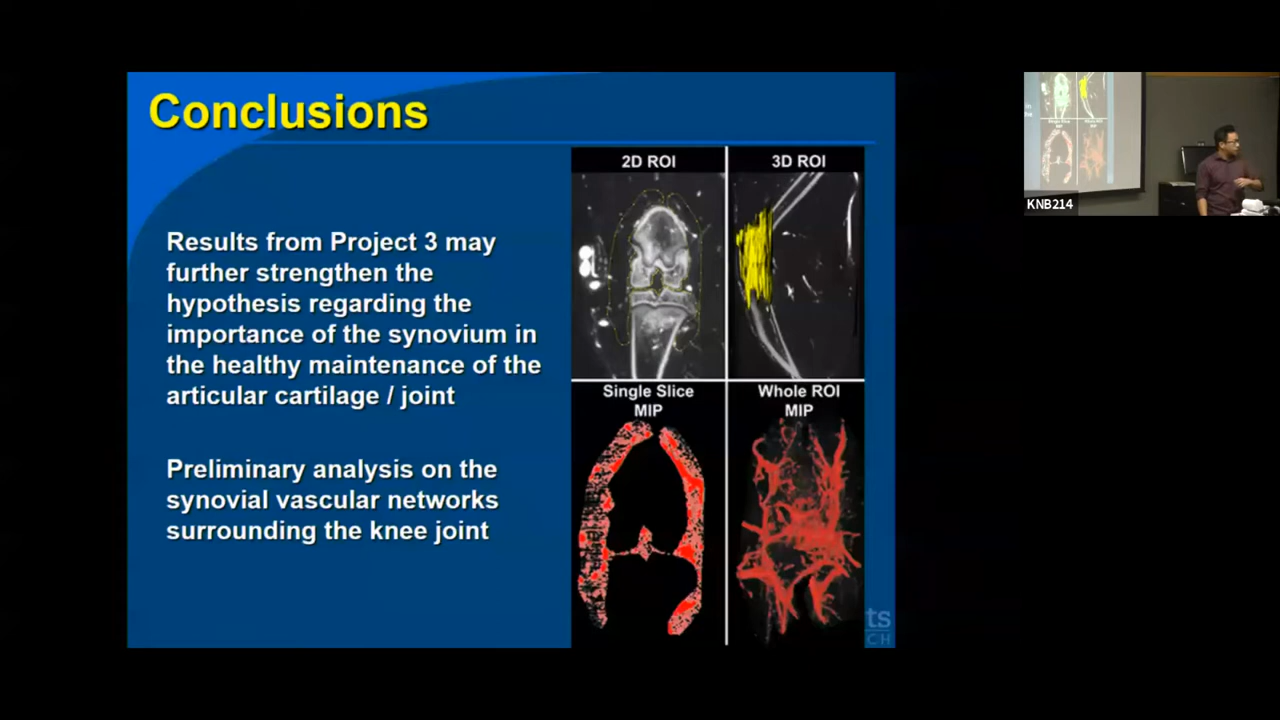 Conclusions
Results from Project 3 may
further strengthen the
hypothesis regarding the
importance of the synovium in
the healthy maintenance of the
articular cartilage / joint
Preliminary analysis on the
synovial vascular networks
surrounding the knee joint
2D ROI
3D ROI
Single Slice
MIP
Whole ROI
MIP
ts
CH
KNB214